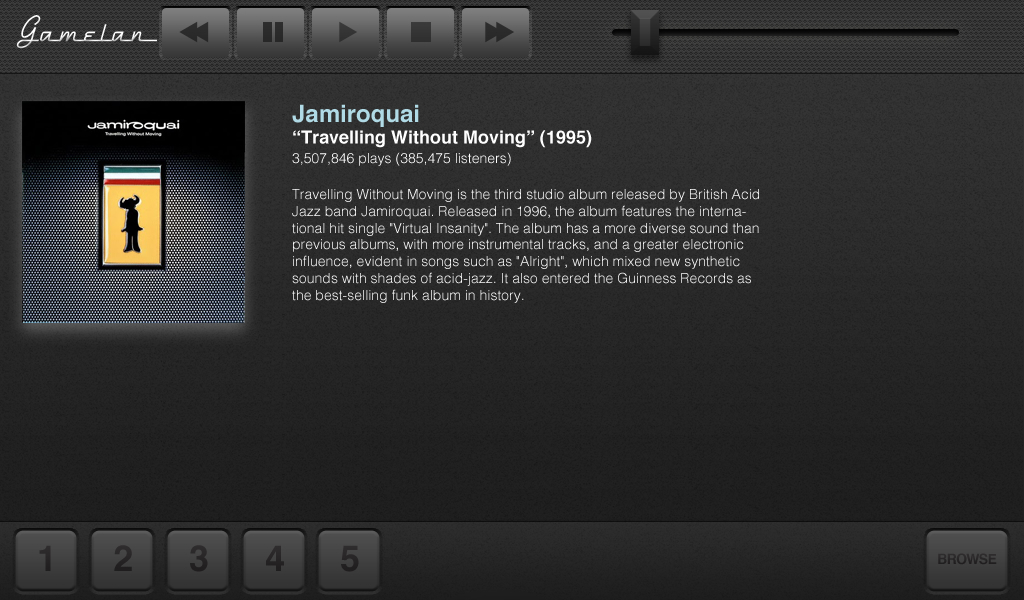 Gamelan
jamiroquai
Travelling Without Moving
Jamiroquai
“Travelling Without Moving” (1995)
3,507,846 plays (385,475 listeners)
Travelling Without Moving is the third studio album released by British Acid
Jazz band Jamiroquai. Released in 1996, the album features the interna-
tional hit single "Virtual Insanity". The album has a more diverse sound than
previous albums, with more instrumental tracks, and a greater electronic
influence, evident in songs such as "Alright", which mixed new synthetic
sounds with shades of acid-jazz. It also entered the Guinness Records as
the best-selling funk album in history.
1 2 3 4 5 BROWSE